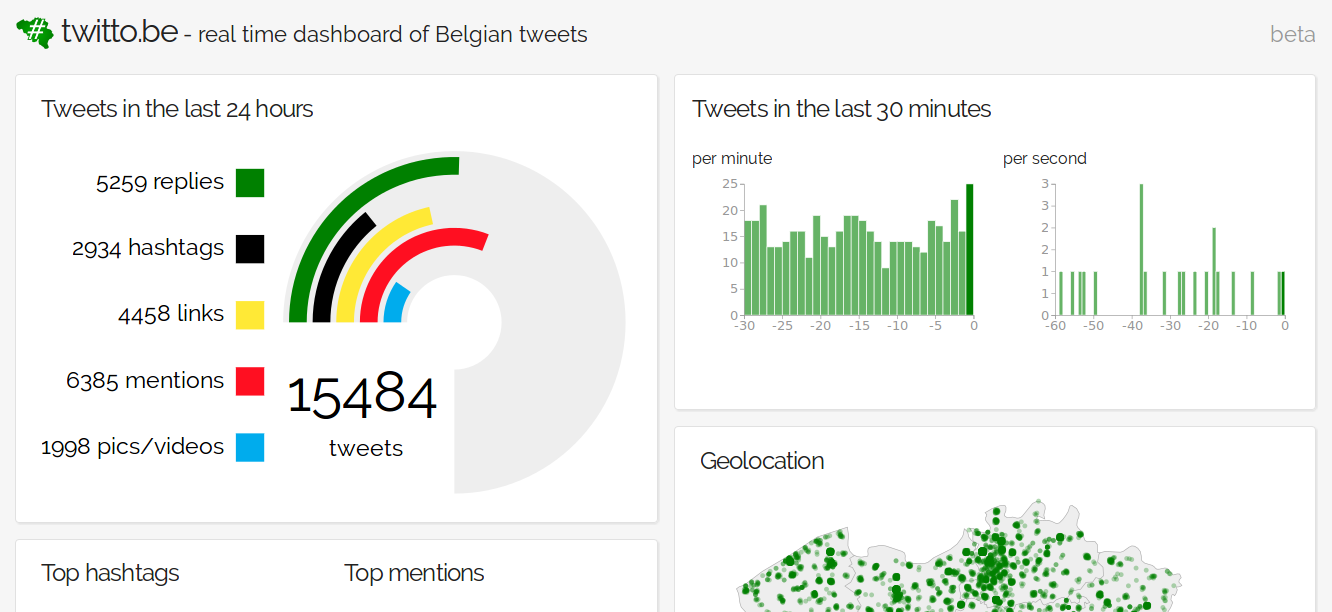 # twitto.be - real time dashboard of Belgian tweets
beta
Tweets in the last 24 hours
5259 replies
2934 hashtags
4458 links
6385 mentions
1998 pics/videos
15484
tweets
Tweets in the last 30 minutes
per minute
25
20
15
10
5
0
-30 -25 -20 -15 -10 -5 0
per second
3
3
2
2
1
1
0
-60 -50 -40 -30 -20 -10 0
Geolocation
Top hashtags
Top mentions